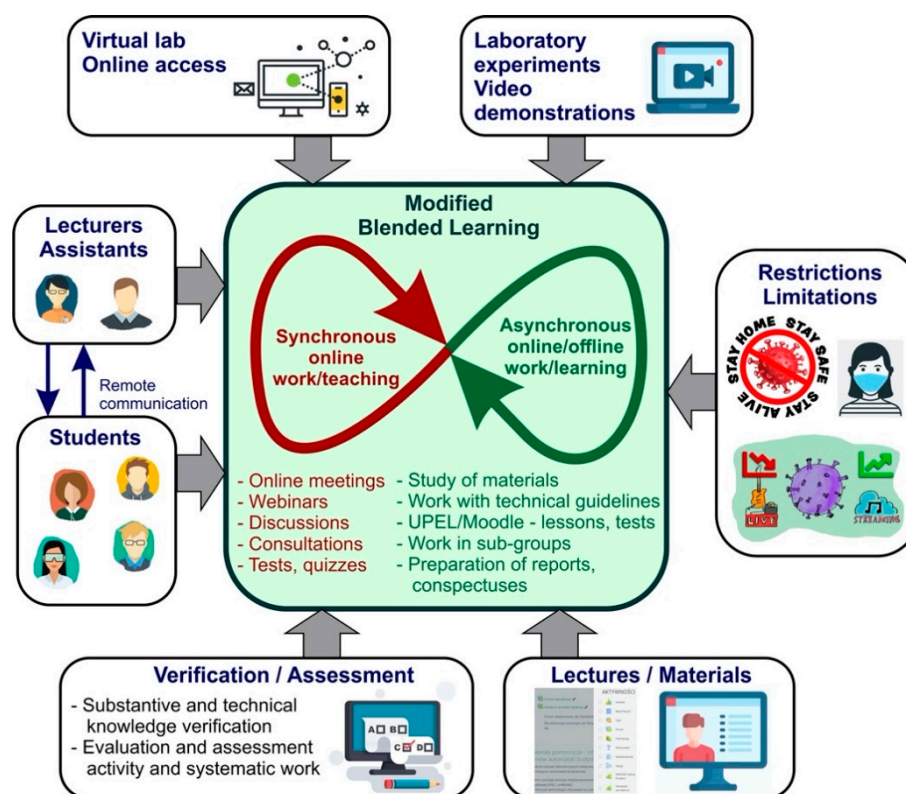 Virtual lab
Online access
Laboratory
experiments
Video
demonstrations
Modified
Blended Learning
Lecturers
Assistants
Synchronous
online
work/teaching
Asynchronous
online/offline
work/learning
Restrictions
Limitations
STAY HOME STAY SAFE
STAY ALIVE
Remote
communication
Students
- Online meetings
- Webinars
- Discussions
- Consultations
- Tests, quizzes
- Study of materials
- Work with technical guidelines
- UPEL/Moodle - lessons, tests
- Work in sub-groups
- Preparation of reports,
conspectuses
LIVE
STREAMING
Verification / Assessment
- Substantive and technical
knowledge verification
- Evaluation and assessment
activity and systematic work
A B
C D
Lectures / Materials
AKTYWNOŚCI